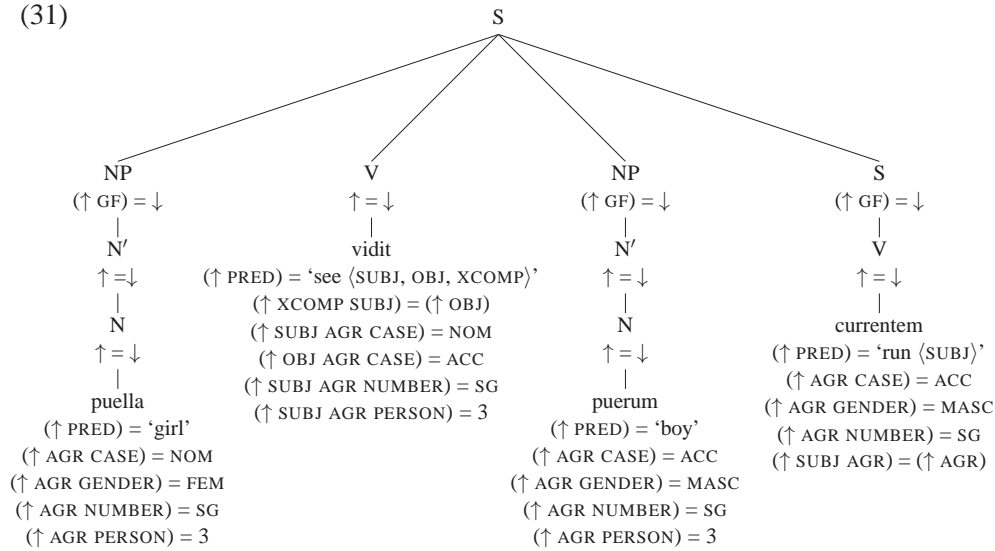 (31)
S
NP V NP S
(↑ GF) = ↓ ↑ = ↓ (↑ GF) = ↓ (↑ GF) = ↓
N′ vidit N′ V
↑ =↓ (↑ PRED) = ‘see ⟨SUBJ, OBJ, XCOMP⟩’ ↑ = ↓ ↑ = ↓
(↑ XCOMP SUBJ) = (↑ OBJ)
N (↑ SUBJ AGR CASE) = NOM N currentem
↑ = ↓ (↑ OBJ AGR CASE) = ACC ↑ = ↓ (↑ PRED) = ‘run ⟨SUBJ⟩’
(↑ SUBJ AGR NUMBER) = SG (↑ AGR CASE) = ACC
puella (↑ SUBJ AGR PERSON) = 3 puerum (↑ AGR GENDER) = MASC
(↑ PRED) = ‘girl’ (↑ PRED) = ‘boy’ (↑ AGR NUMBER) = SG
(↑ AGR CASE) = NOM (↑ AGR CASE) = ACC (↑ SUBJ AGR) = (↑ AGR)
(↑ AGR GENDER) = FEM (↑ AGR GENDER) = MASC
(↑ AGR NUMBER) = SG (↑ AGR NUMBER) = SG
(↑ AGR PERSON) = 3 (↑ AGR PERSON) = 3